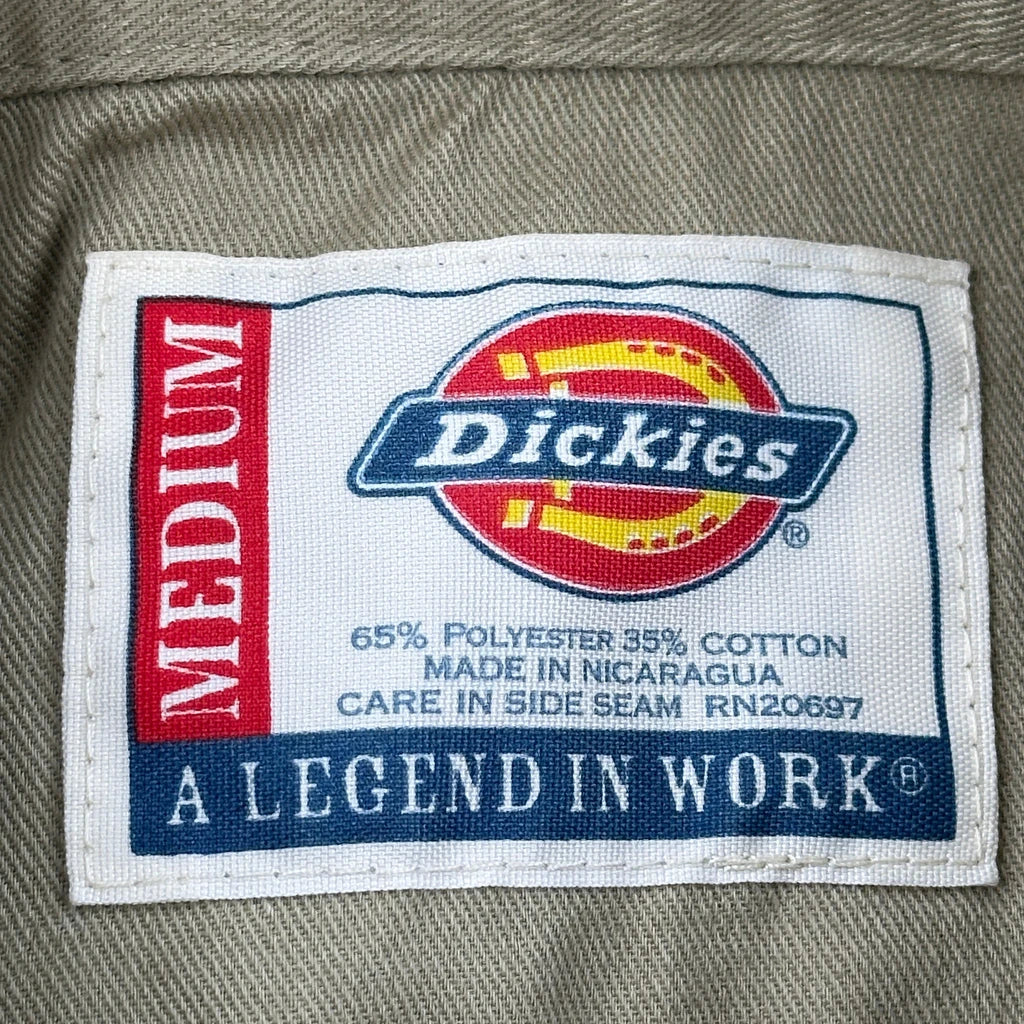 MEDIUM
Dickies®
65% POLYESTER 35% COTTON
MADE IN NICARAGUA
CARE IN SIDE SEAM RN20697
A LEGEND IN WORK®